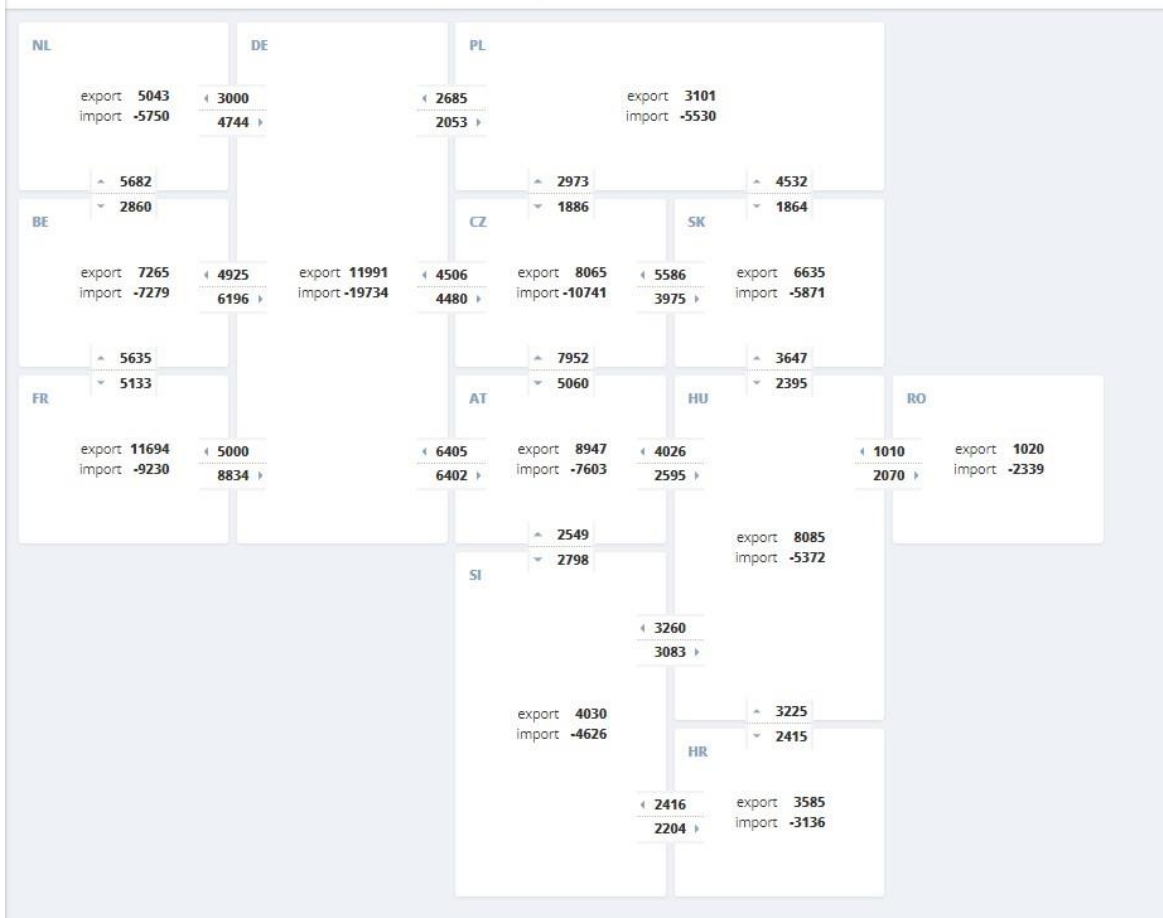 NL
DE
PL
export 5043
import -5750
3000
4744
2685
2053
export 3101
import -5530
5682
2860
2973
1886
4532
1864
BE
CZ
SK
export 7265
import -7279
4925
6196
export 11991
import -19734
4506
4480
export 8065
import -10741
5586
3975
export 6635
import -5871
5635
5133
7952
5060
3647
2395
FR
AT
HU
RO
export 11694
import -9230
5000
8834
6405
6402
export 8947
import -7603
4026
2595
1010
2070
export 1020
import -2339
2549
2798
export 8085
import -5372
SI
3260
3083
export 4030
import -4626
3225
2415
HR
2416
2204
export 3585
import -3136